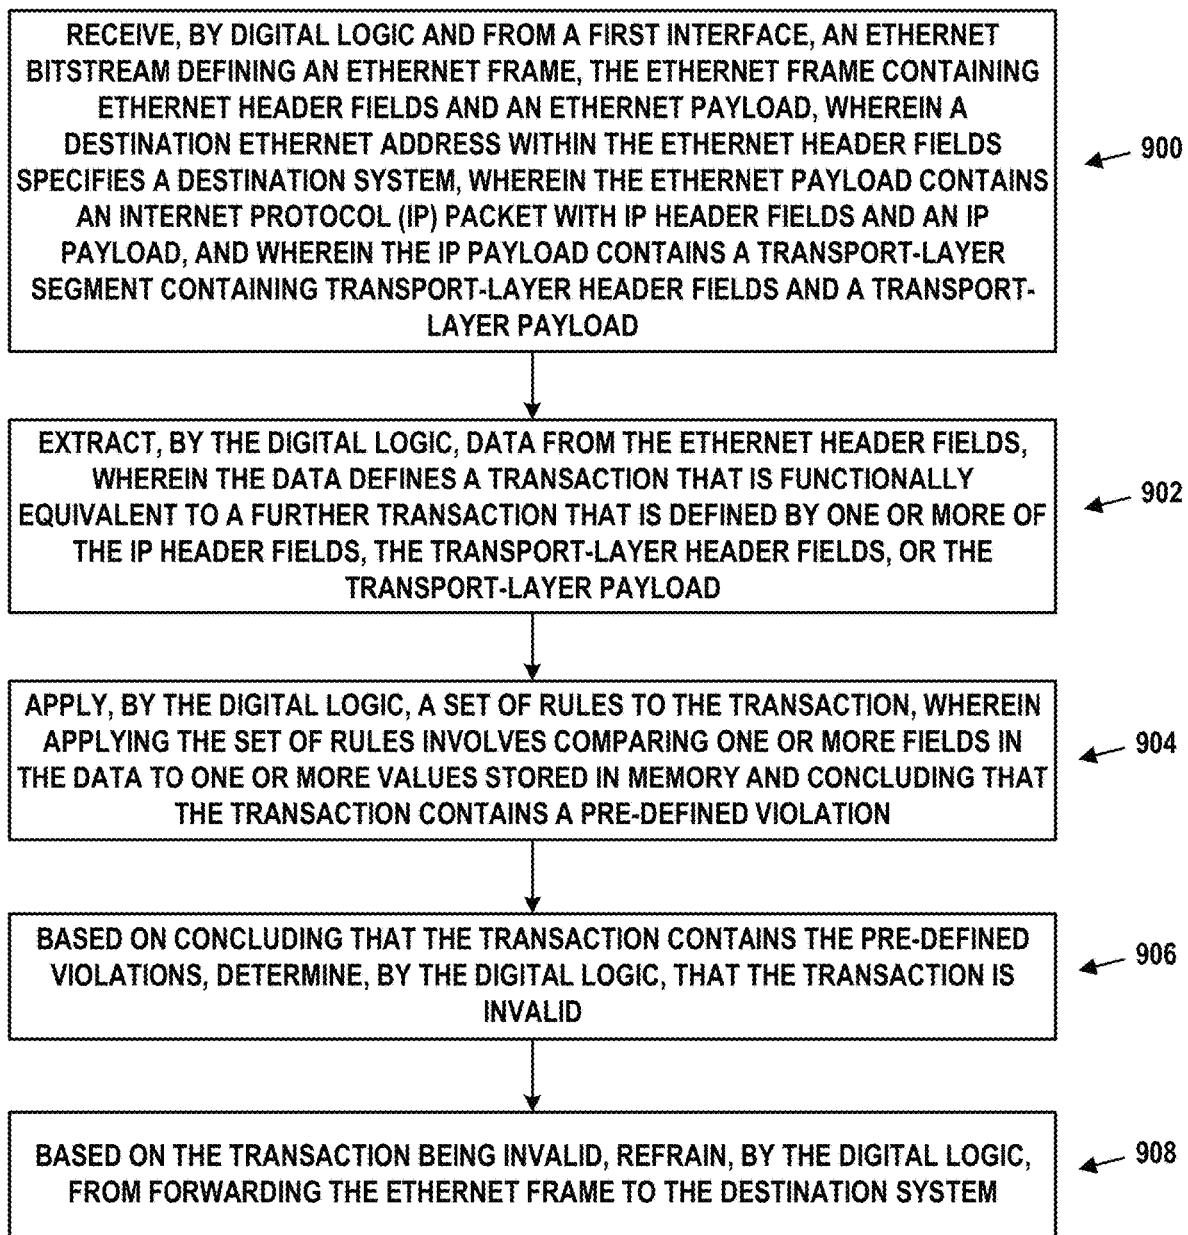 RECEIVE, BY DIGITAL LOGIC AND FROM A FIRST INTERFACE, AN ETHERNET
BITSTREAM DEFINING AN ETHERNET FRAME, THE ETHERNET FRAME CONTAINING
ETHERNET HEADER FIELDS AND AN ETHERNET PAYLOAD, WHEREIN A
DESTINATION ETHERNET ADDRESS WITHIN THE ETHERNET HEADER FIELDS
SPECIFIES A DESTINATION SYSTEM, WHEREIN THE ETHERNET PAYLOAD CONTAINS
AN INTERNET PROTOCOL (IP) PACKET WITH IP HEADER FIELDS AND AN IP
PAYLOAD, AND WHEREIN THE IP PAYLOAD CONTAINS A TRANSPORT-LAYER
SEGMENT CONTAINING TRANSPORT-LAYER HEADER FIELDS AND A TRANSPORT-
LAYER PAYLOAD
900
EXTRACT, BY THE DIGITAL LOGIC, DATA FROM THE ETHERNET HEADER FIELDS,
WHEREIN THE DATA DEFINES A TRANSACTION THAT IS FUNCTIONALLY
EQUIVALENT TO A FURTHER TRANSACTION THAT IS DEFINED BY ONE OR MORE OF
THE IP HEADER FIELDS, THE TRANSPORT-LAYER HEADER FIELDS, OR THE
TRANSPORT-LAYER PAYLOAD
902
APPLY, BY THE DIGITAL LOGIC, A SET OF RULES TO THE TRANSACTION, WHEREIN
APPLYING THE SET OF RULES INVOLVES COMPARING ONE OR MORE FIELDS IN
THE DATA TO ONE OR MORE VALUES STORED IN MEMORY AND CONCLUDING THAT
THE TRANSACTION CONTAINS A PRE-DEFINED VIOLATION
904
BASED ON CONCLUDING THAT THE TRANSACTION CONTAINS THE PRE-DEFINED
VIOLATIONS, DETERMINE, BY THE DIGITAL LOGIC, THAT THE TRANSACTION IS
INVALID
906
BASED ON THE TRANSACTION BEING INVALID, REFRAIN, BY THE DIGITAL LOGIC,
FROM FORWARDING THE ETHERNET FRAME TO THE DESTINATION SYSTEM
908